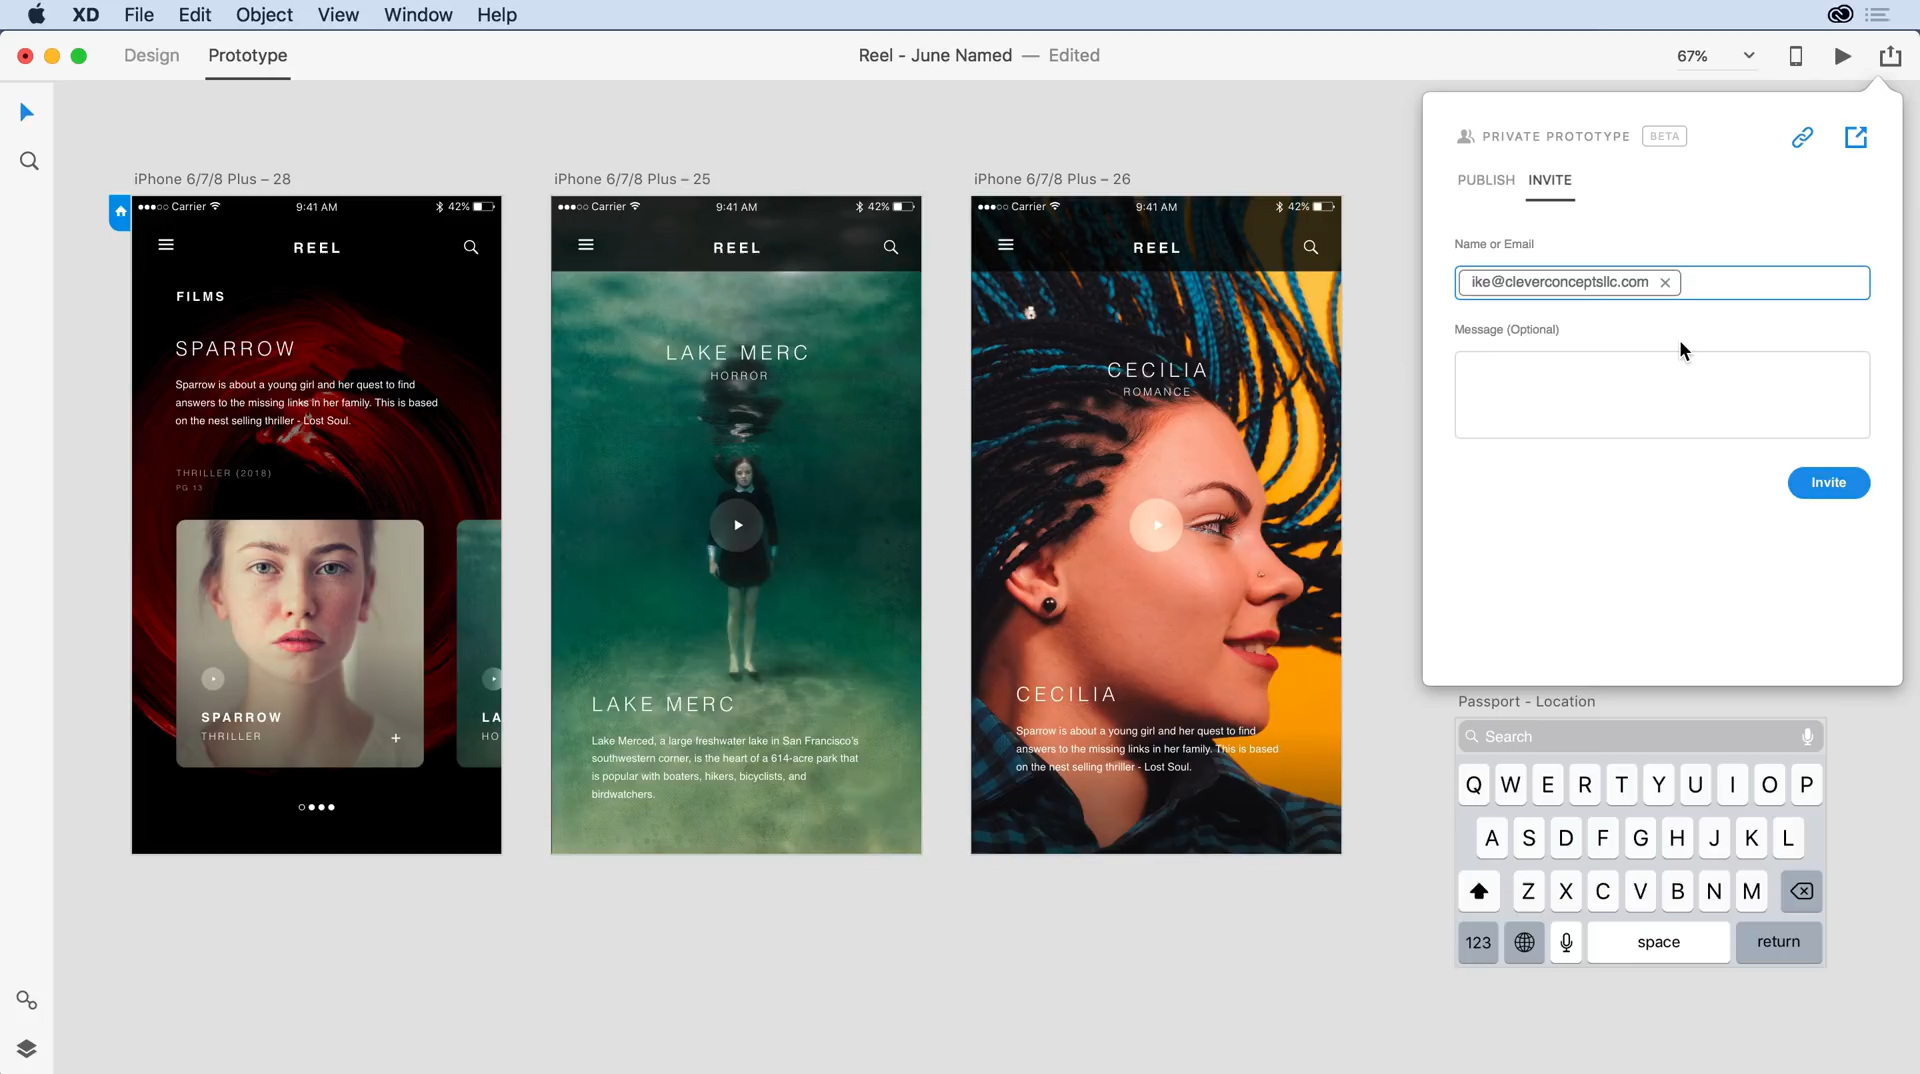 XD File Edit Object View Window Help
Design Prototype Reel - June Named — Edited 67%
iPhone 6/7/8 Plus – 28
Carrier 9:41 AM 42%
REEL
FILMS
SPARROW
Sparrow is about a young girl and her quest to find
answers to the missing links in her family. This is based
on the nest selling thriller - Lost Soul.
THRILLER (2018)
PG 13
SPARROW
THRILLER
+
LA
HO
iPhone 6/7/8 Plus – 25
Carrier 9:41 AM 42%
REEL
LAKE MERC
HORROR
LAKE MERC
Lake Merced, a large freshwater lake in San Francisco's
southwestern corner, is the heart of a 614-acre park that
is popular with boaters, hikers, bicyclists, and
birdwatchers.
iPhone 6/7/8 Plus – 26
Carrier 9:41 AM 42%
REEL
CECILIA
ROMANCE
CECILIA
Sparrow is about a young girl and her quest to find
answers to the missing links in her family. This is based
on the nest selling thriller - Lost Soul.
PRIVATE PROTOTYPE BETA
PUBLISH INVITE
Name or Email
ike@cleverconceptsllc.com
Message (Optional)
Invite
Passport - Location
Search
Q W E R T Y U I O P
A S D F G H J K L
Z X C V B N M
123 space return